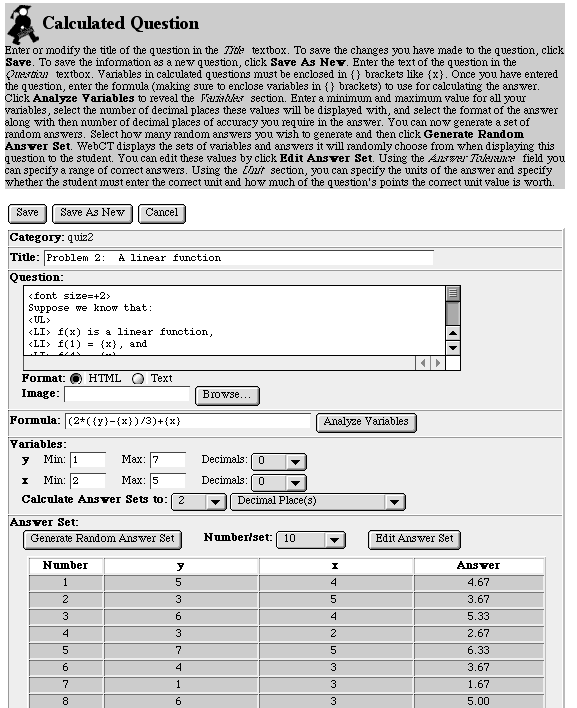 Calculated Question
Enter or modify the title of the question in the Title textbox. To save the changes you have made to the question, click
Save. To save the information as a new question, click Save As New. Enter the text of the question in the
Question textbox. Variables in calculated questions must be enclosed in {} brackets like {x}. Once you have entered
the question, enter the formula (making sure to enclose variables in {} brackets) to use for calculating the answer.
Click Analyze Variables to reveal the Variables section. Enter a minimum and maximum value for all your
variables, select the number of decimal places these values will be displayed with, and select the format of the answer
along with then number of decimal places of accuracy you require in the answer. You can now generate a set of
random answers. Select how many random answers you wish to generate and then click Generate Random
Answer Set. WebCT displays the sets of variables and answers it will randomly choose from when displaying this
question to the student. You can edit these values by click Edit Answer Set. Using the Answer Tolerance field you
can specify a range of correct answers. Using the Unit section, you can specify the units of the answer and specify
whether the student must enter the correct unit and how much of the question's points the correct unit value is worth.
Save Save As New Cancel
Category: quiz2
Title: Problem 2: A linear function
Question:
<font size=+2>
Suppose we know that:
<UL>
<LI> f(x) is a linear function,
<LI> f(1) = {x}, and
<LI> f(4) = {y}
Format: HTML Text
Image: Browse...
Formula: (2*({y}-{x})/3)+{x} Analyze Variables
Variables:
y Min: 1 Max: 7 Decimals: 0
x Min: 2 Max: 5 Decimals: 0
Calculate Answer Sets to: 2 Decimal Place(s)
Answer Set:
Generate Random Answer Set Number/set: 10 Edit Answer Set
Number y x Answer
1 5 4 4.67
2 3 5 3.67
3 6 4 5.33
4 3 2 2.67
5 7 5 6.33
6 4 3 3.67
7 1 3 1.67
8 6 3 5.00